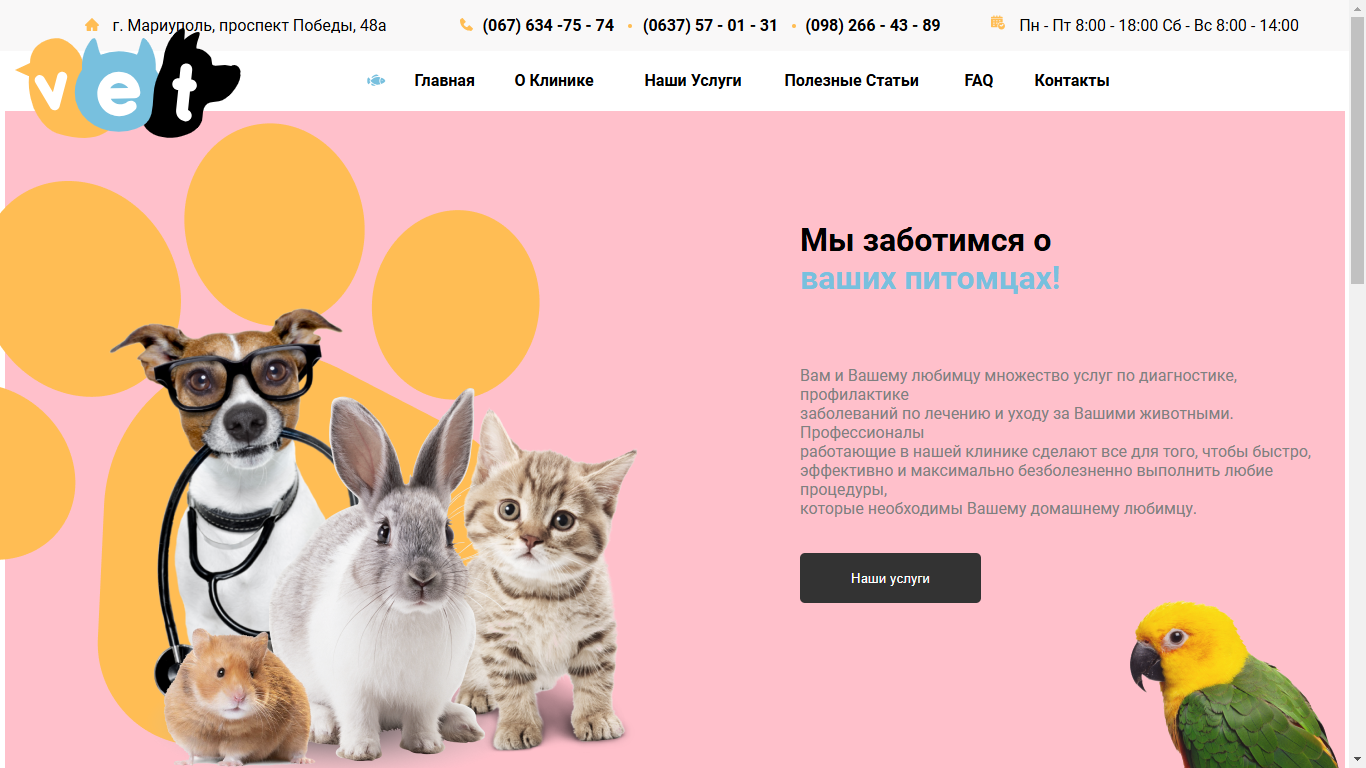 г. Мариуполь, проспект Победы, 48а
(067) 634 -75 - 74 • (0637) 57 - 01 - 31 • (098) 266 - 43 - 89
Пн - Пт 8:00 - 18:00 Сб - Вс 8:00 - 14:00
vet
Главная О Клинике Наши Услуги Полезные Статьи FAQ Контакты
Мы заботимся о
ваших питомцах!
Вам и Вашему любимцу множество услуг по диагностике,
профилактике
заболеваний по лечению и уходу за Вашими животными.
Профессионалы
работающие в нашей клинике сделают все для того, чтобы быстро,
эффективно и максимально безболезненно выполнить любие
процедуры,
которые необходимы Вашему домашнему любимцу.
Наши услуги